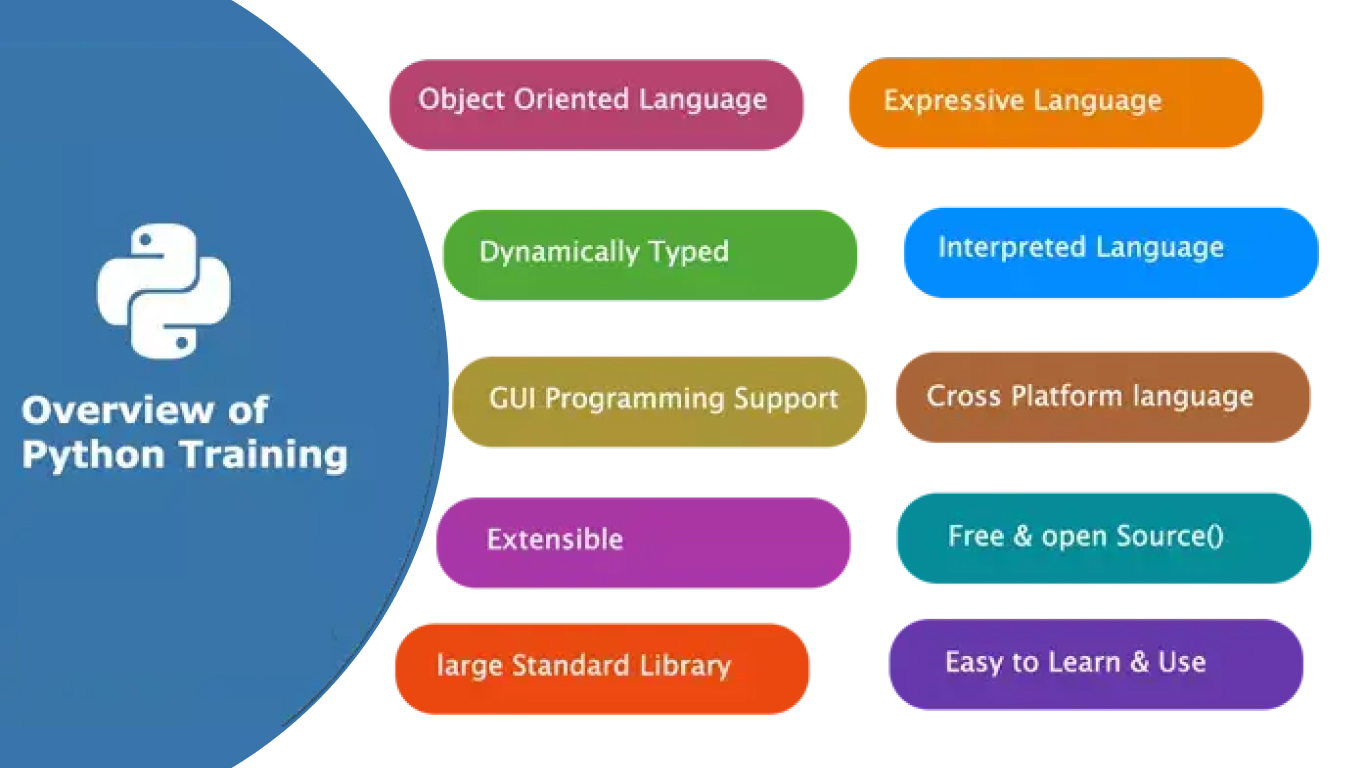 Overview of
Python Training
Object Oriented Language
Expressive Language
Dynamically Typed
Interpreted Language
GUI Programming Support
Cross Platform language
Extensible
Free & open Source()
large Standard Library
Easy to Learn & Use